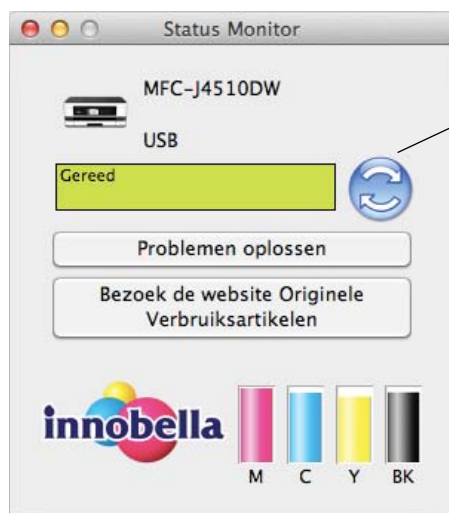 Status Monitor
MFC-J4510DW
USB
Gereed
Problemen oplossen
Bezoek de website Originele
Verbruiksartikelen
innobella
M C Y BK